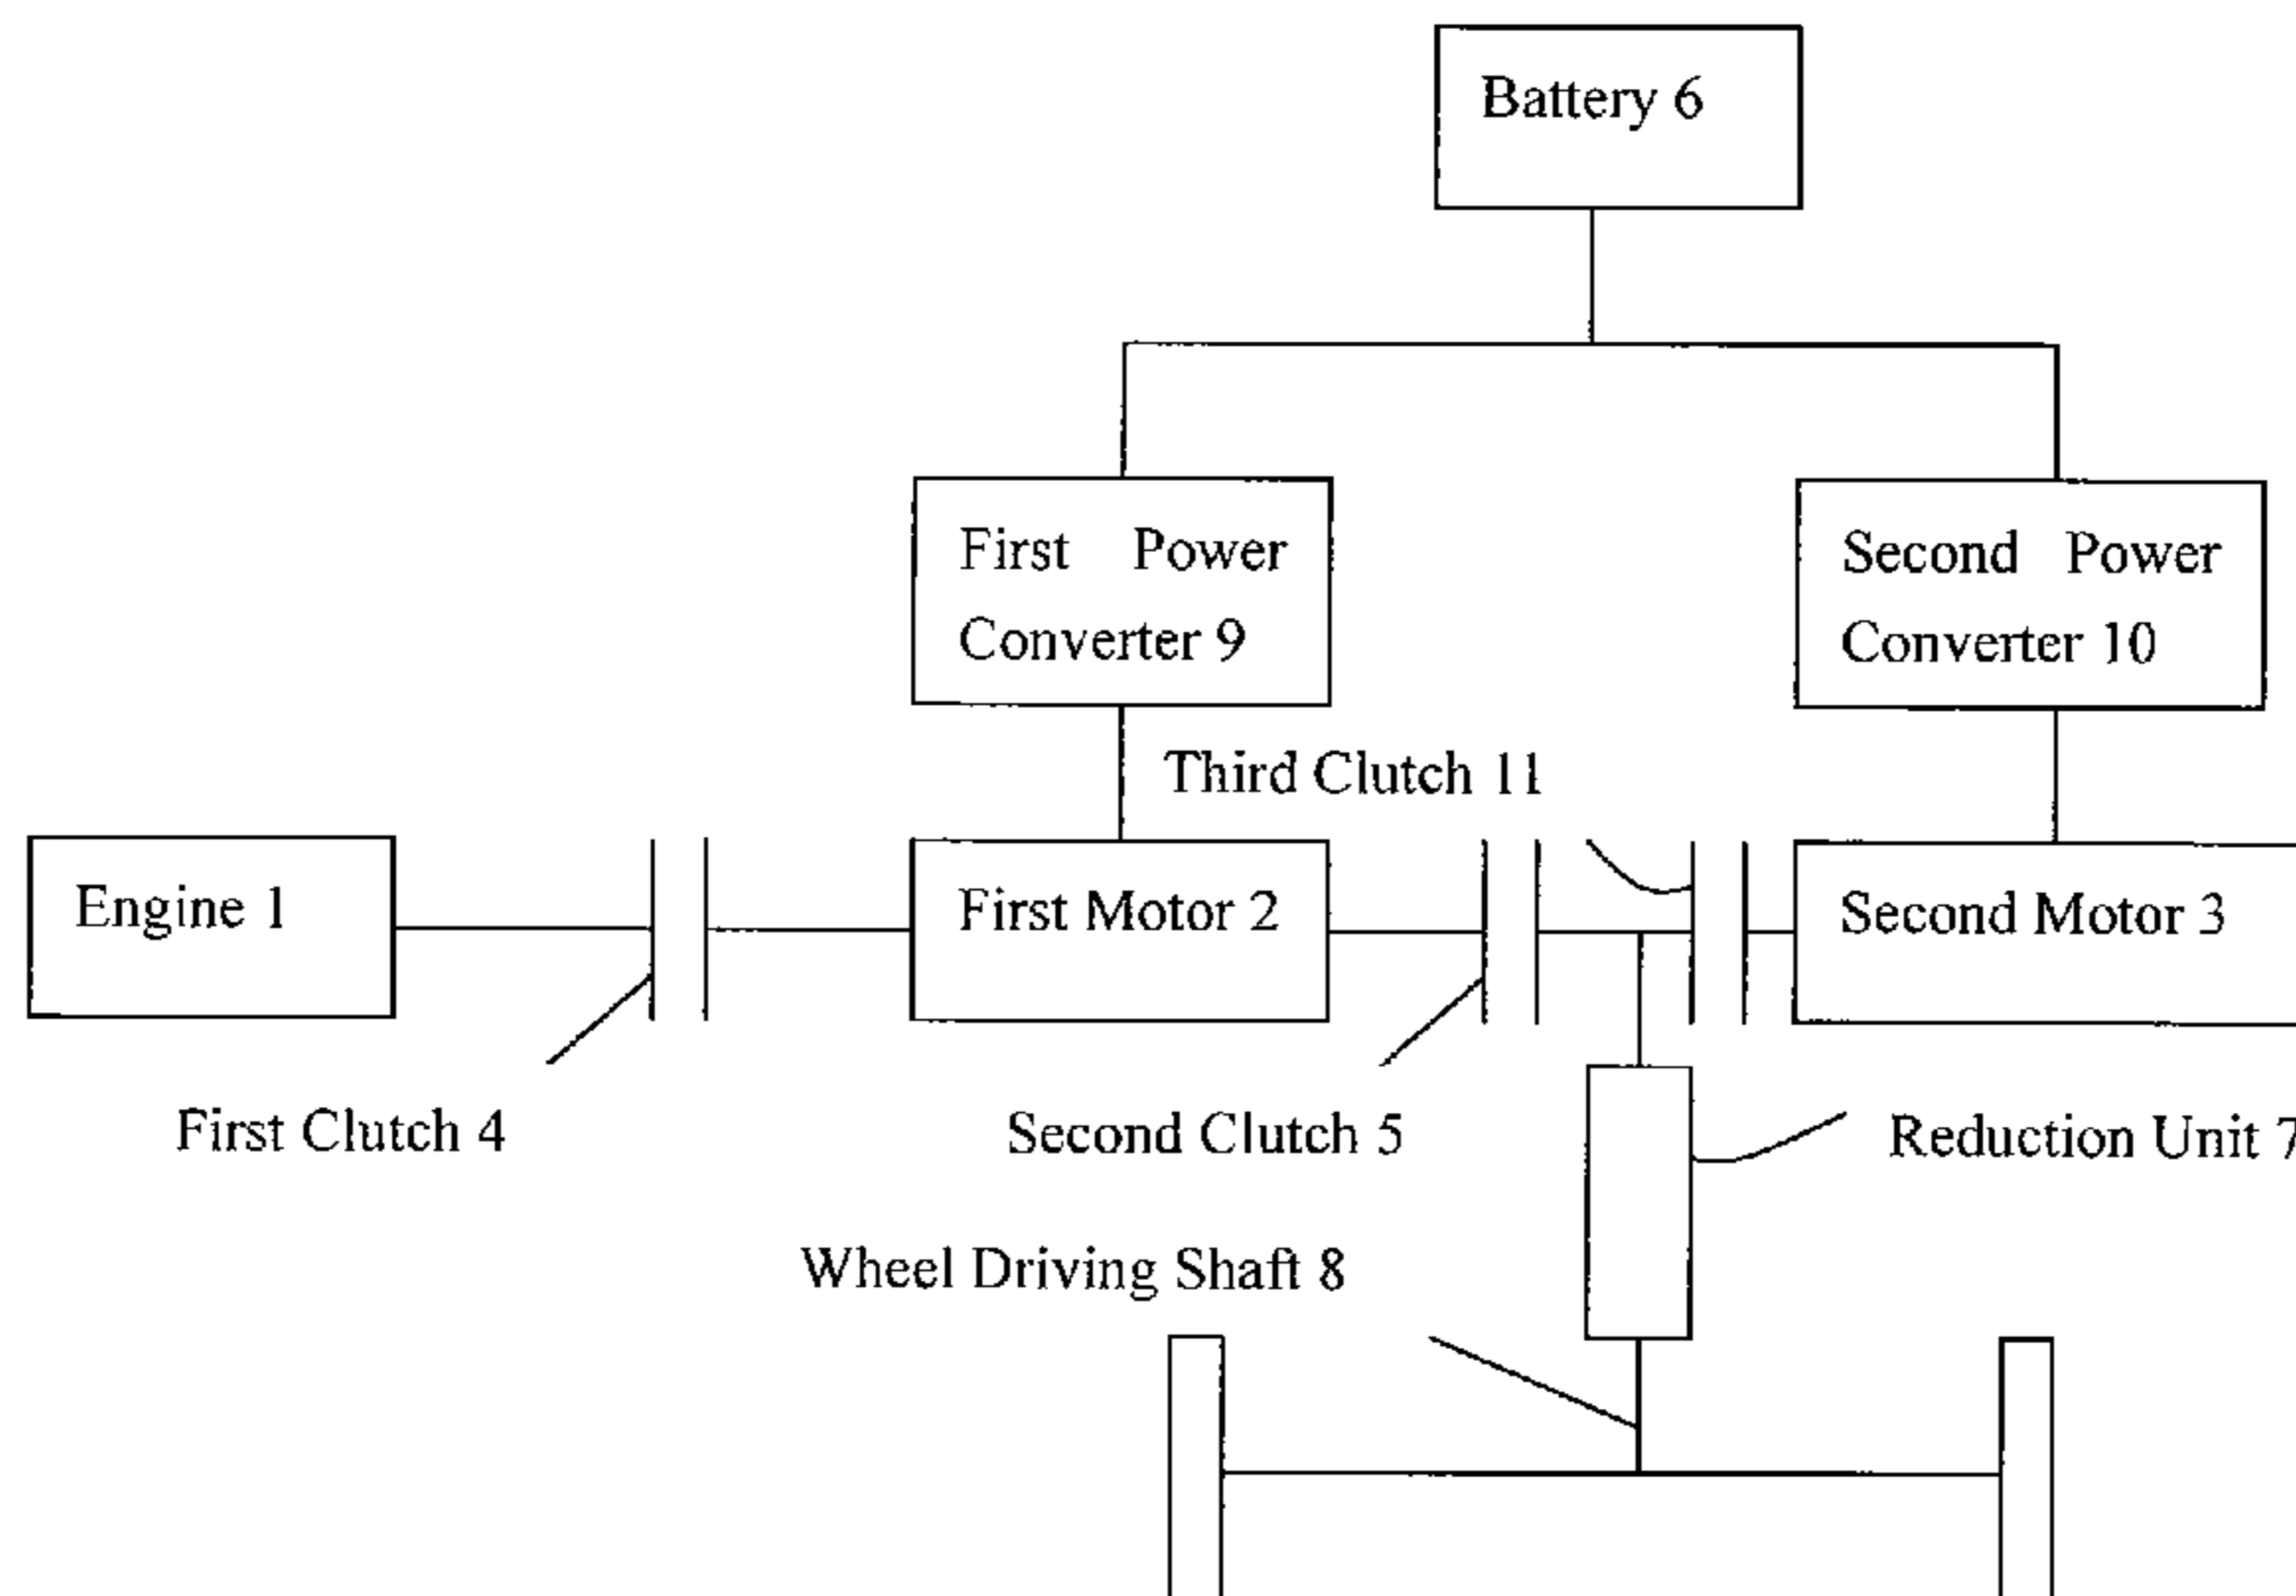 Battery 6
First Power
Converter 9
Second Power
Converter 10
Third Clutch 11
Engine 1
First Motor 2
Second Motor 3
First Clutch 4
Second Clutch 5
Reduction Unit 7
Wheel Driving Shaft 8